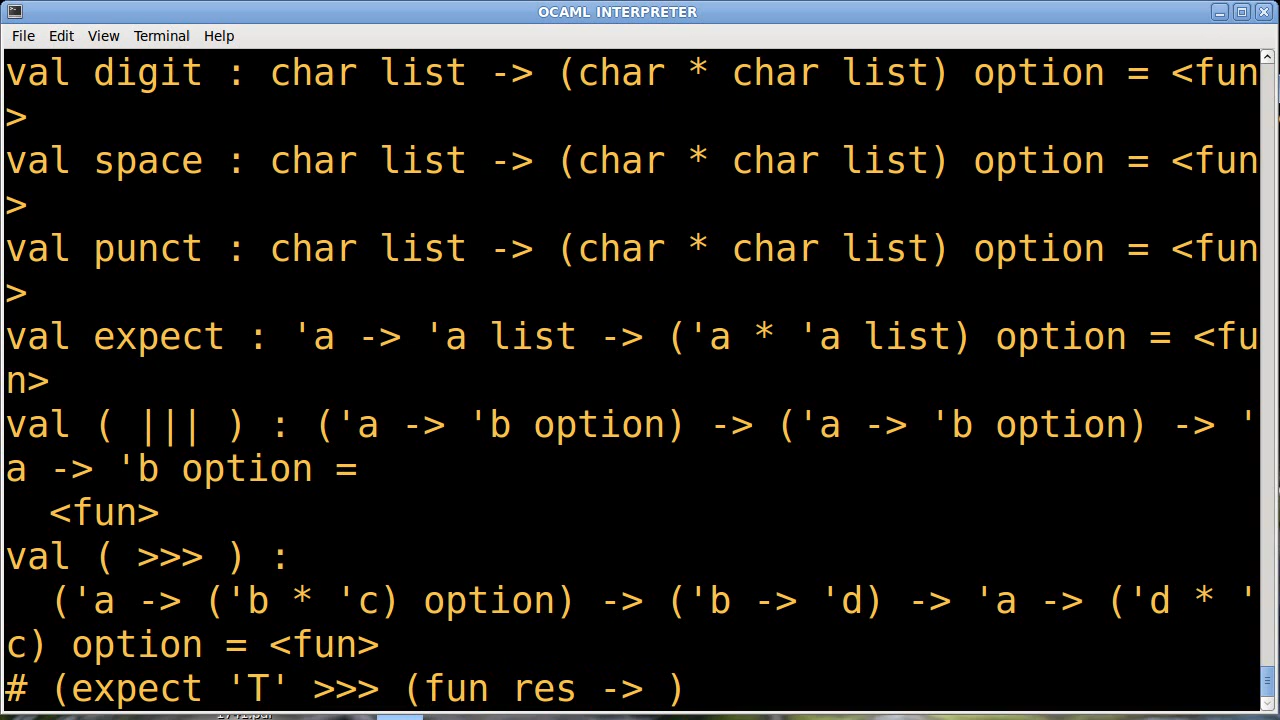 OCAML INTERPRETER
File Edit View Terminal Help
val digit : char list -> (char * char list) option = <fun
>
val space : char list -> (char * char list) option = <fun
>
val punct : char list -> (char * char list) option = <fun
>
val expect : 'a -> 'a list -> ('a * 'a list) option = <fu
n>
val ( ||| ) : ('a -> 'b option) -> ('a -> 'b option) -> '
a -> 'b option =
  <fun>
val ( >>> ) :
  ('a -> ('b * 'c) option) -> ('b -> 'd) -> 'a -> ('d * '
c) option = <fun>
# (expect 'T' >>> (fun res -> )